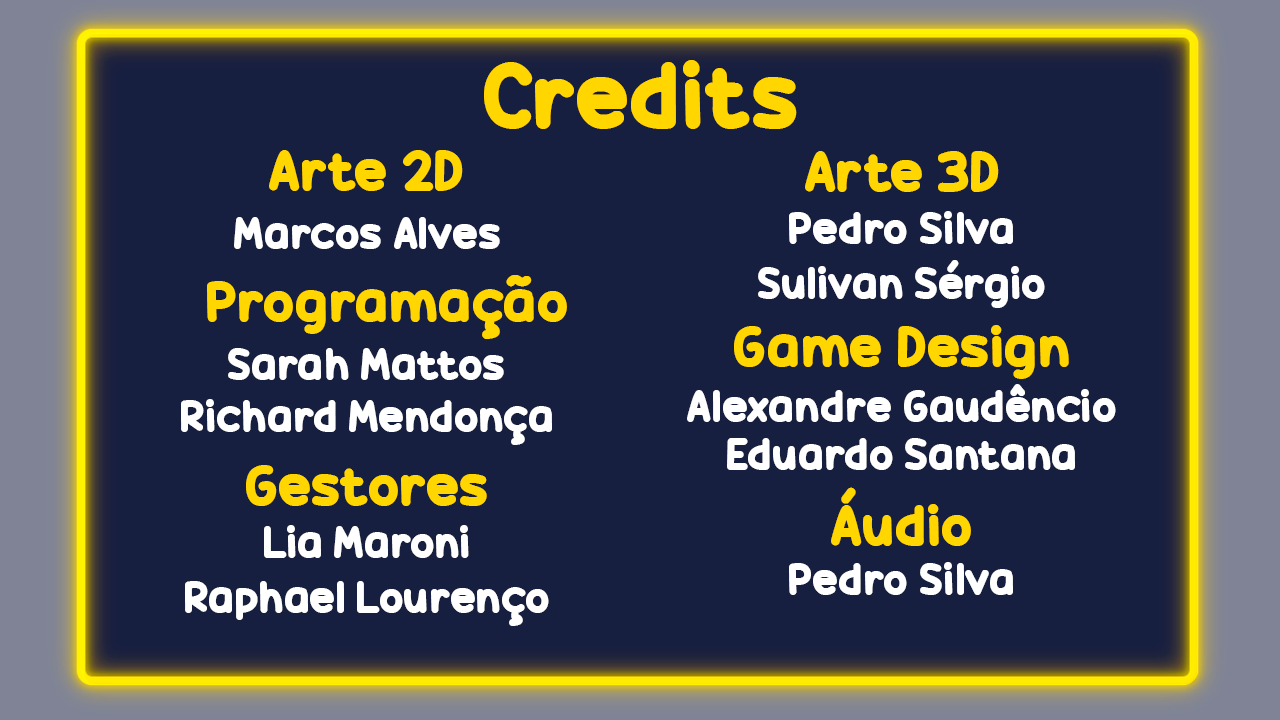 Credits
Arte 2D
Marcos Alves
Programação
Sarah Mattos
Richard Mendonça
Gestores
Lia Maroni
Raphael Lourenço
Arte 3D
Pedro Silva
Sulivan Sérgio
Game Design
Alexandre Gaudêncio
Eduardo Santana
Áudio
Pedro Silva